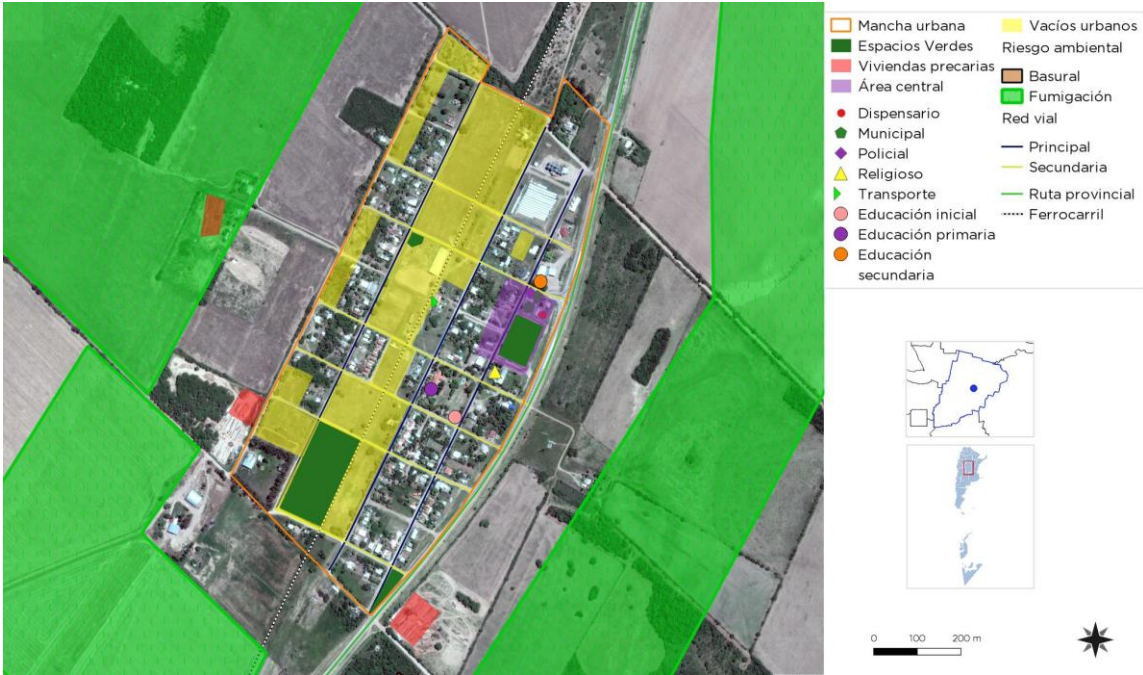 Mancha urbana
Espacios Verdes
Viviendas precarias
Área central
Dispensario
Municipal
Policial
Religioso
Transporte
Educación inicial
Educación primaria
Educación
secundaria
Vacíos urbanos
Riesgo ambiental
Basural
Fumigación
Red vial
Principal
Secundaria
Ruta provincial
Ferrocarril
0 100 200 m